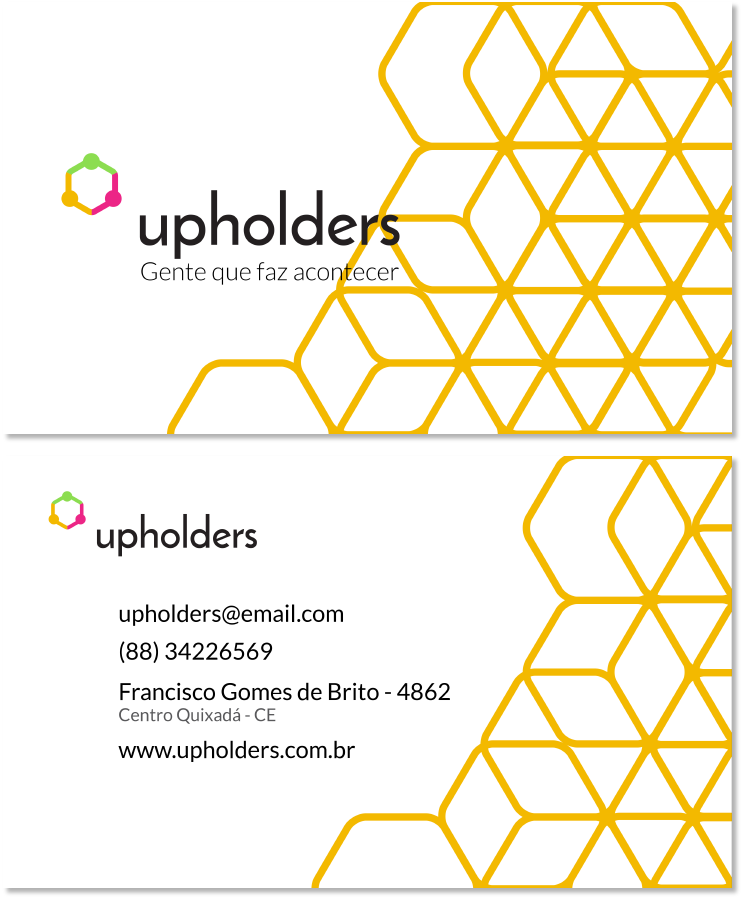 upholders
Gente que faz acontecer
upholders
upholders@email.com
(88) 34226569
Francisco Gomes de Brito - 4862
Centro Quixadá - CE
www.upholders.com.br